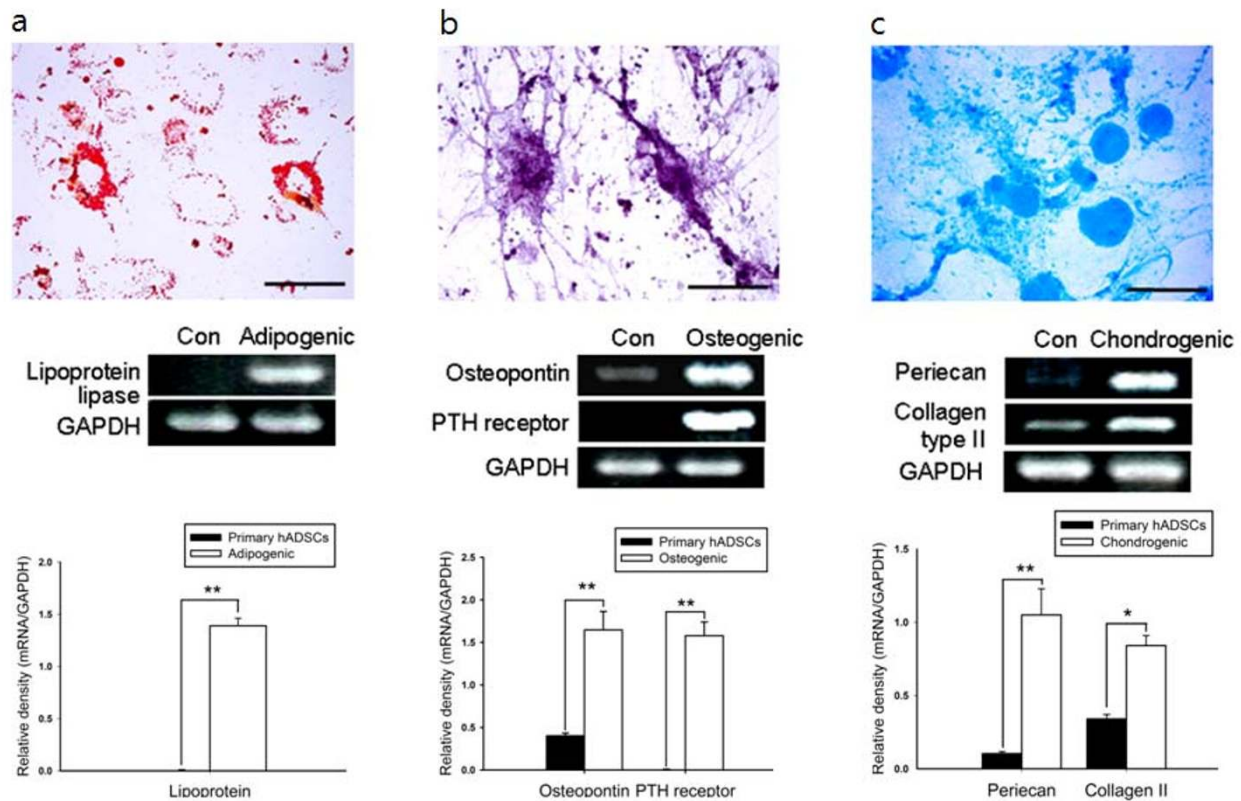 a
b
c
Con Adipogenic
Lipoprotein
lipase
GAPDH
Con Osteogenic
Osteopontin
PTH receptor
GAPDH
Con Chondrogenic
Periecan
Collagen
type II
GAPDH
Primary hADSCs
Adipogenic
Relative density (mRNA/GAPDH)
2.0
1.5
1.0
0.5
0.0
**
Lipoprotein
Primary hADSCs
Osteogenic
Relative density (mRNA/GAPDH)
2.5
2.0
1.5
1.0
0.5
0.0
**
**
Osteopontin PTH receptor
Primary hADSCs
Chondrogenic
Relative density (mRNA/GAPDH)
1.5
1.0
0.5
0.0
**
*
Periecan Collagen II